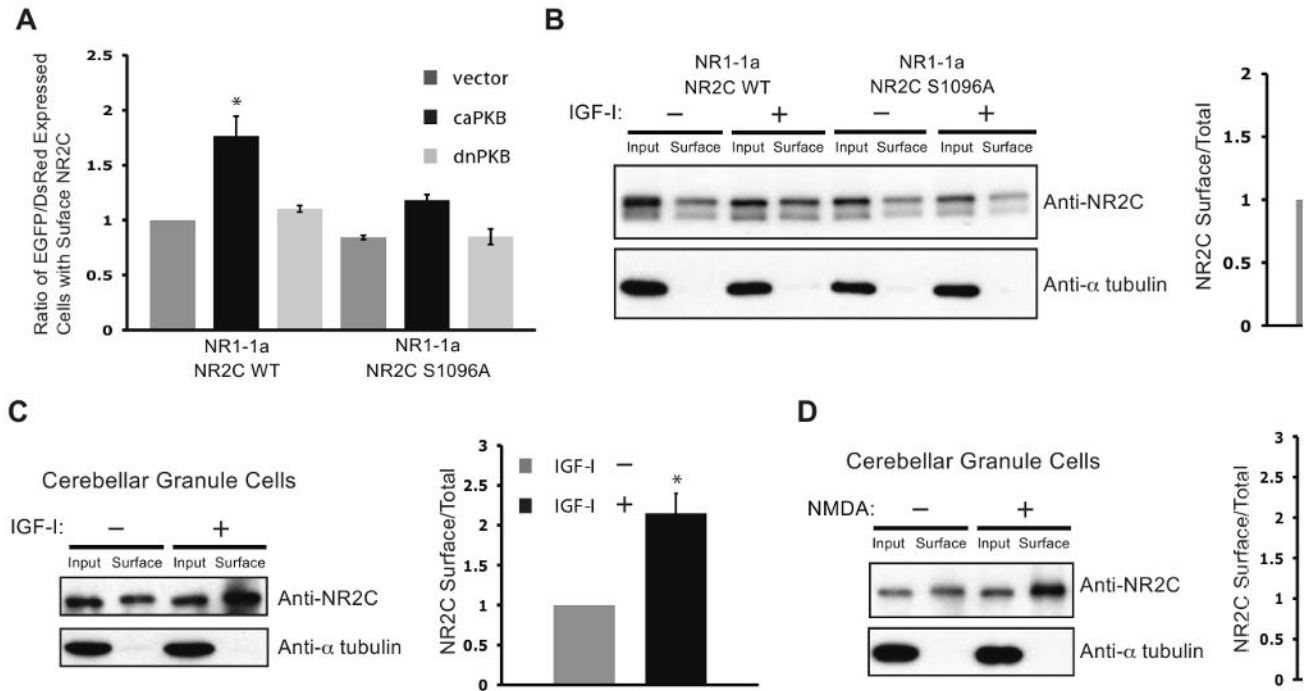 A
Ratio of EGFP/DsRed Expressed
Cells with Suface NR2C
2.5
2
1.5
1
0.5
0
*
vector
caPKB
dnPKB
NR1-1a
NR2C WT
NR1-1a
NR2C S1096A
B
NR1-1a
NR2C WT
NR1-1a
NR2C S1096A
IGF-I: − + − +
Input Surface Input Surface Input Surface Input Surface
Anti-NR2C
Anti-α tubulin
NR2C Surface/Total
2
1.5
1
0.5
0
C
Cerebellar Granule Cells
IGF-I: − +
Input Surface Input Surface
Anti-NR2C
Anti-α tubulin
NR2C Surface/Total
3
2.5
2
1.5
1
0.5
0
IGF-I −
IGF-I +
*
D
Cerebellar Granule Cells
NMDA: − +
Input Surface Input Surface
Anti-NR2C
Anti-α tubulin
NR2C Surface/Total
3
2.5
2
1.5
1
0.5
0